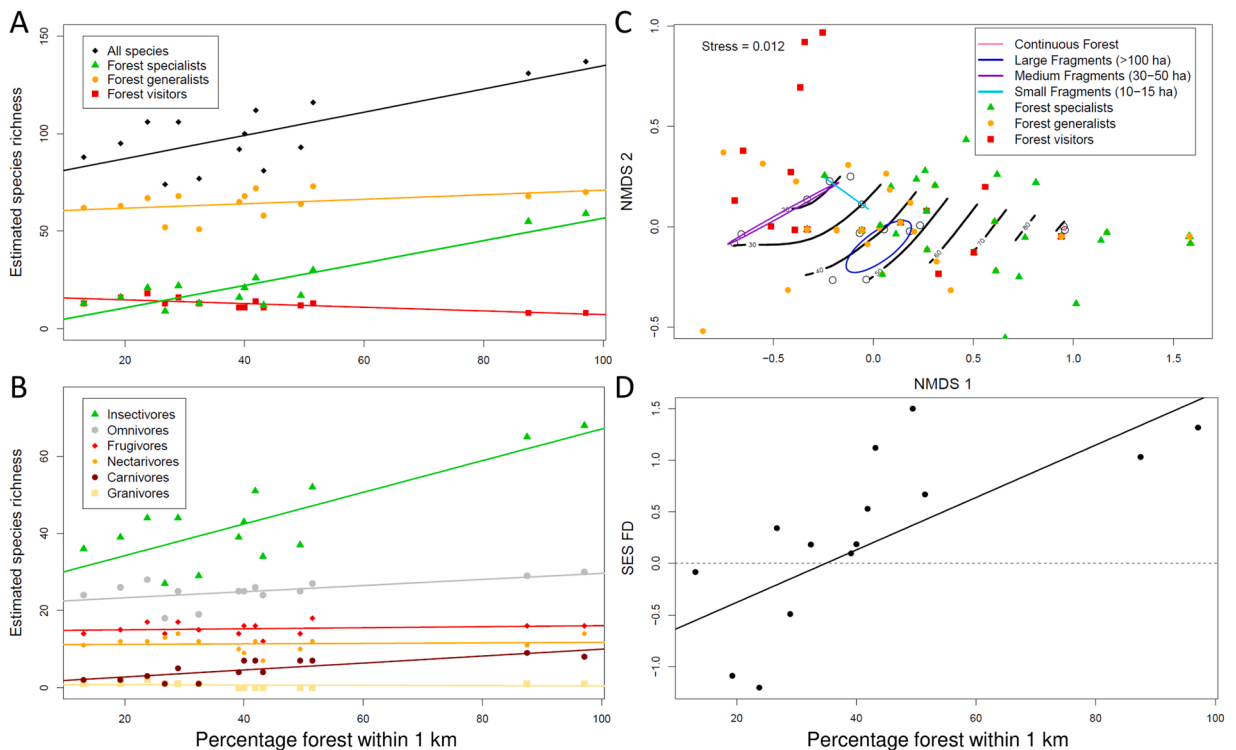 A
Estimated species richness
150
100
50
0
All species
Forest specialists
Forest generalists
Forest visitors
20
40
60
80
100
B
Estimated species richness
60
40
20
0
Insectivores
Omnivores
Frugivores
Nectarivores
Carnivores
Granivores
20
40
60
80
100
Percentage forest within 1 km
C
NMDS 2
1.0
0.5
0.0
−0.5
Stress = 0.012
Continuous Forest
Large Fragments (>100 ha)
Medium Fragments (30−50 ha)
Small Fragments (10−15 ha)
Forest specialists
Forest generalists
Forest visitors
20
30
40
50
60
70
80
−0.5
0.0
0.5
1.0
1.5
NMDS 1
D
SES FD
1.5
1.0
0.5
0.0
−0.5
−1.0
20
40
60
80
100
Percentage forest within 1 km